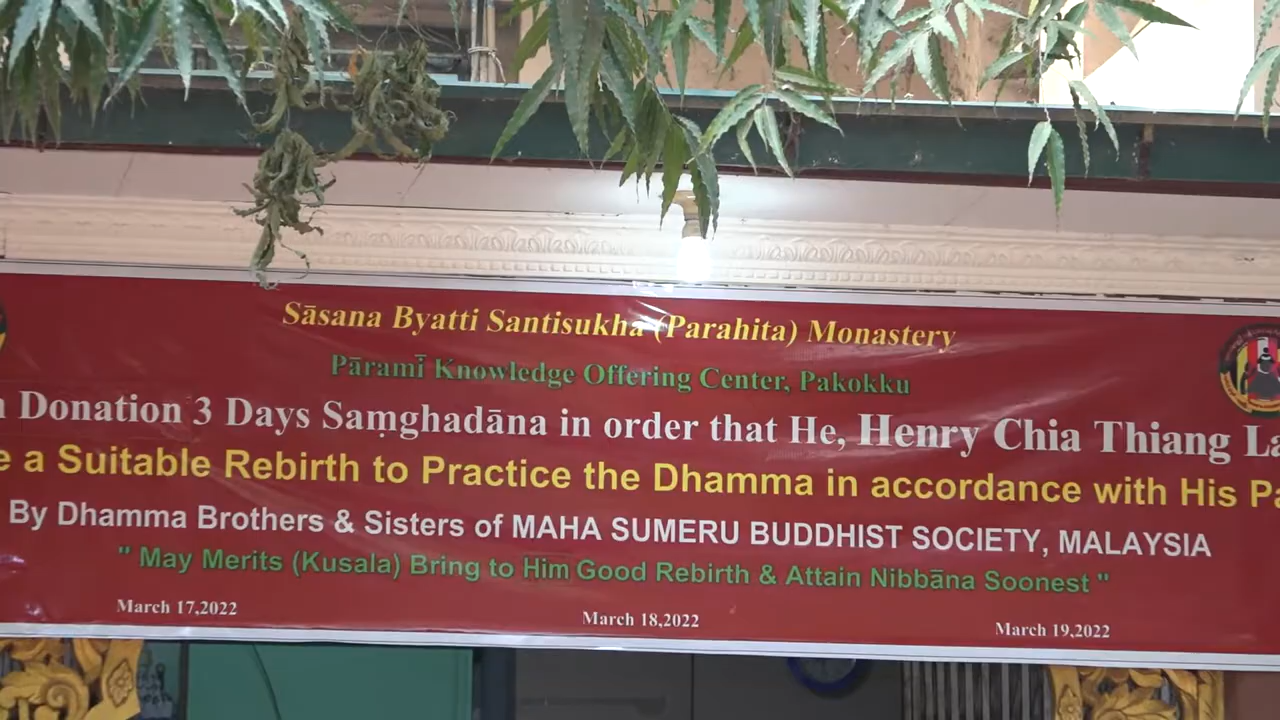 Sāsana Byatti Santisukha (Parahita) Monastery
Pāramī Knowledge Offering Center, Pakokku
Donation 3 Days Saṃghadāna in order that He, Henry Chia Thiang
a Suitable Rebirth to Practice the Dhamma in accordance with His
By Dhamma Brothers & Sisters of MAHA SUMERU BUDDHIST SOCIETY, MALAYSIA
" May Merits (Kusala) Bring to Him Good Rebirth & Attain Nibbāna Soonest "
March 17,2022 March 18,2022 March 19,2022